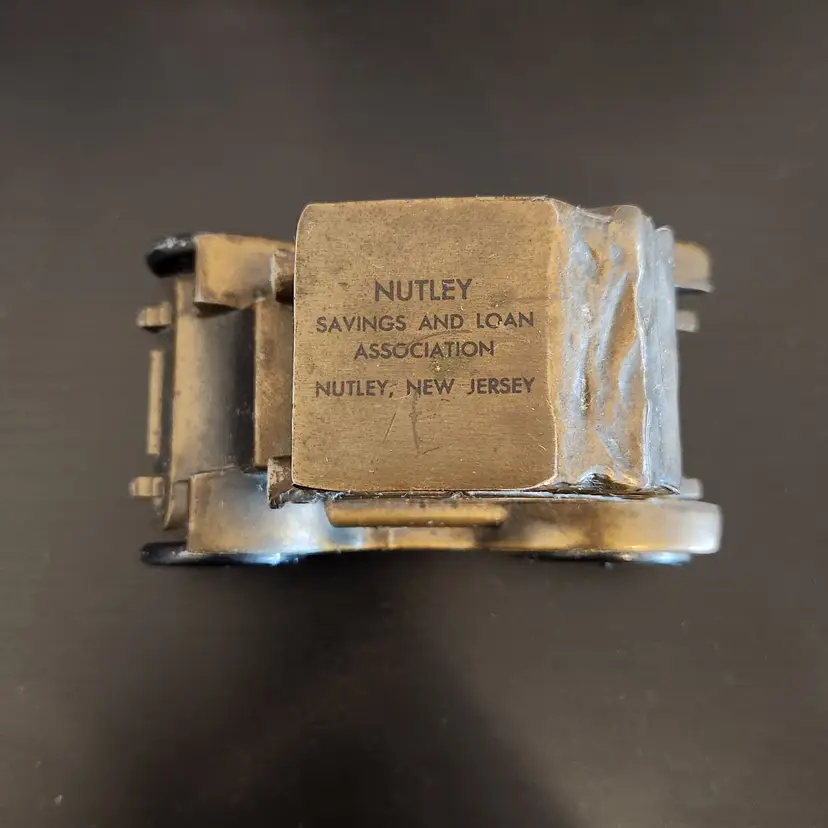 NUTLEY
SAVINGS AND LOAN
ASSOCIATION
NUTLEY, NEW JERSEY